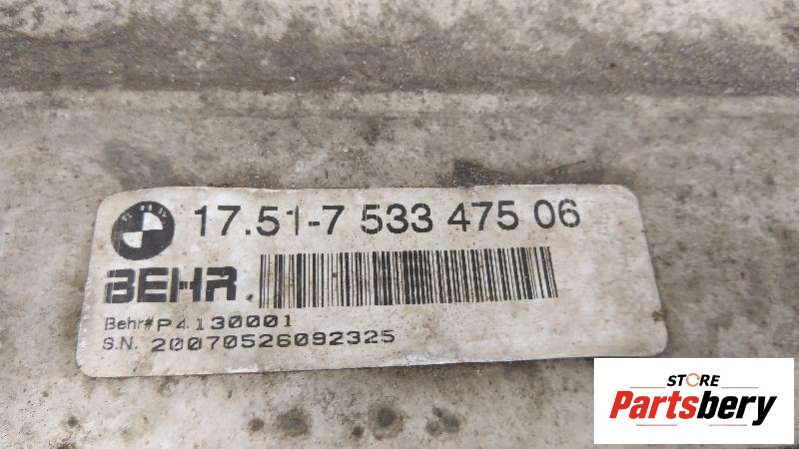 17.51-7 533 475 06
BEHR
Behr# P4130001
S.N. 20070526092325
STORE
Partsbery